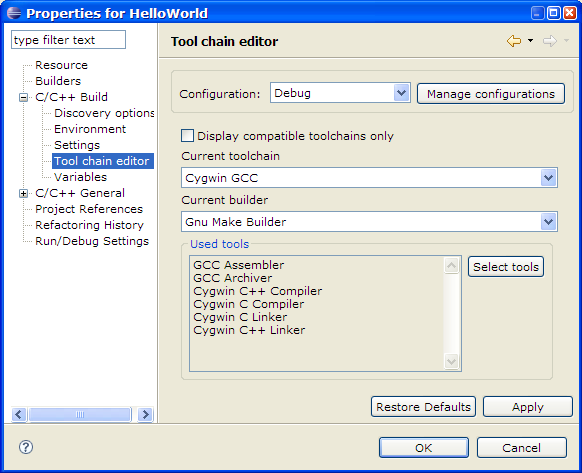 Properties for HelloWorld
type filter text
Resource
Builders
C/C++ Build
Discovery options
Environment
Settings
Tool chain editor
Variables
C/C++ General
Project References
Refactoring History
Run/Debug Settings
Tool chain editor
Configuration: Debug Manage configurations
Display compatible toolchains only
Current toolchain
Cygwin GCC
Current builder
Gnu Make Builder
Used tools
GCC Assembler
GCC Archiver
Cygwin C++ Compiler
Cygwin C Compiler
Cygwin C Linker
Cygwin C++ Linker
Select tools
Restore Defaults Apply
? OK Cancel